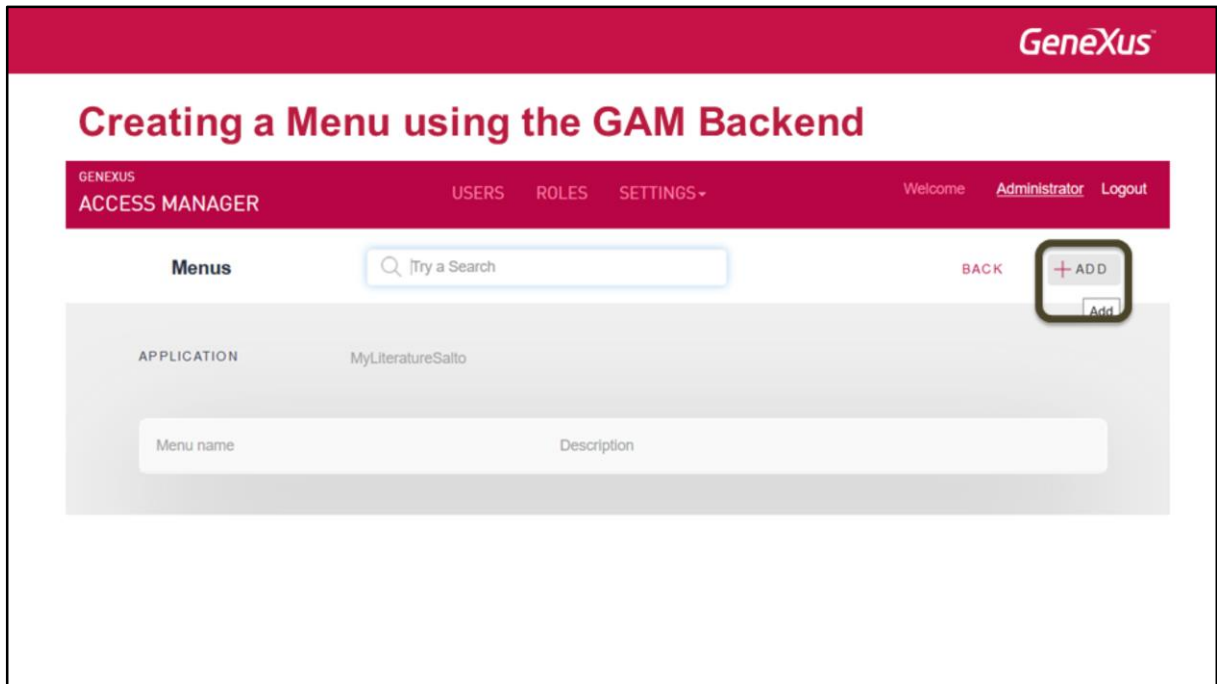 GeneXus™
Creating a Menu using the GAM Backend
GENEXUS
ACCESS MANAGER
USERS ROLES SETTINGS
Welcome Administrator Logout
Menus
Try a Search
BACK
+ ADD
Add
APPLICATION MyLiteratureSalto
Menu name Description